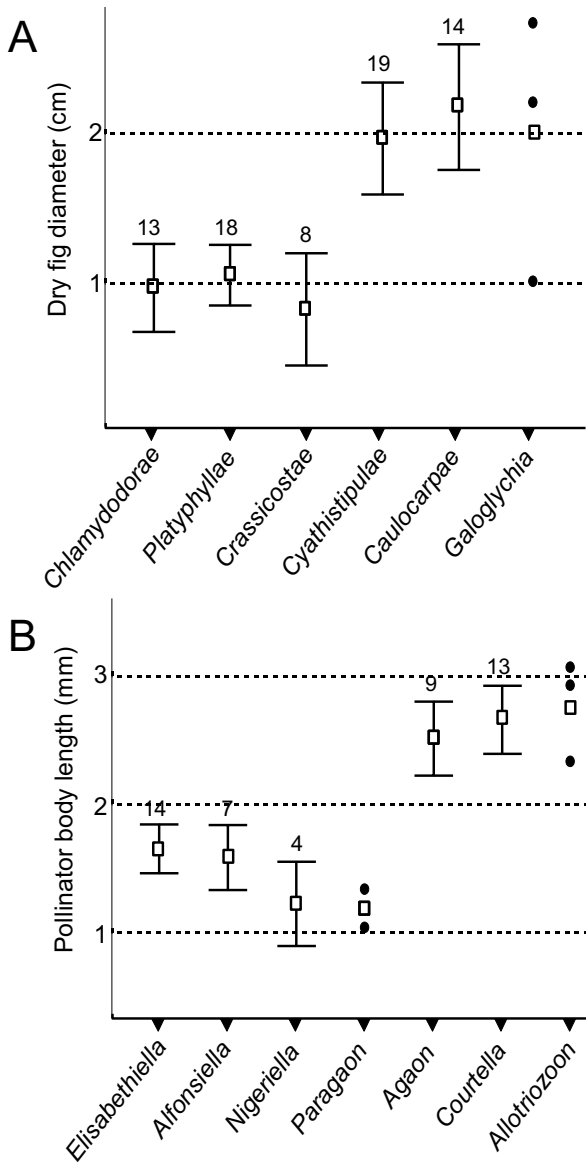 A
Dry fig diameter (cm)
2
1
13
18
8
19
14
Chlamydodorae
Platyphyllae
Crassicostae
Cyathistipulae
Caulocarpae
Galoglychia
B
Pollinator body length (mm)
3
2
1
14
7
4
9
13
Elisabethiella
Alfonsiella
Nigeriella
Paragaon
Agaon
Courtella
Allotriozoon